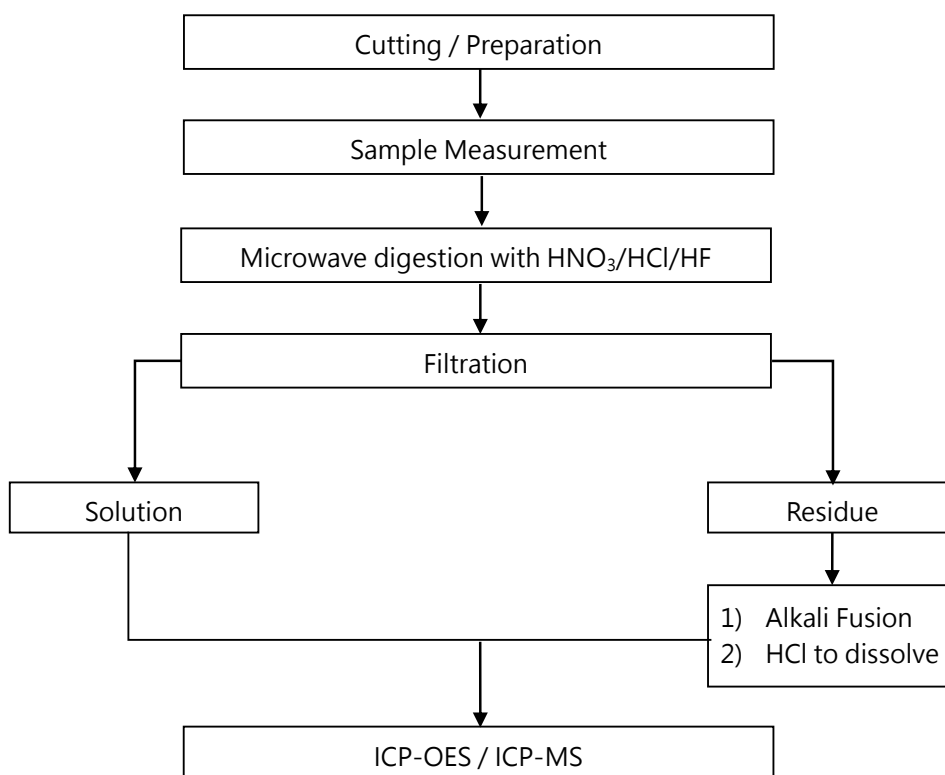 Cutting / Preparation
Sample Measurement
Microwave digestion with HNO₃/HCl/HF
Filtration
Solution
Residue
1) Alkali Fusion
2) HCl to dissolve
ICP-OES / ICP-MS